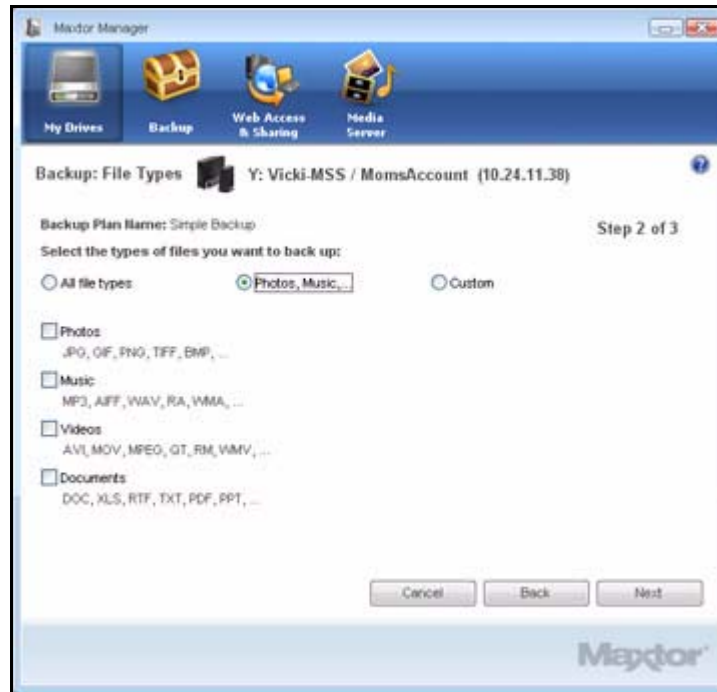 Maxtor Manager
My Drives
Backup
Web Access
& Sharing
Media
Server
Backup: File Types
Y: Vicki-MSS / MomsAccount (10.24.11.38)
Backup Plan Name: Simple Backup
Step 2 of 3
Select the types of files you want to back up:
All file types
Photos, Music,...
Custom
Photos
JPG, GIF, PNG, TIFF, BMP, ...
Music
MP3, AIFF, WAV, RA, WMA, ...
Videos
AVI, MOV, MPEG, QT, RM, WMV, ...
Documents
DOC, XLS, RTF, TXT, PDF, PPT, ...
Cancel
Back
Next
Maxtor